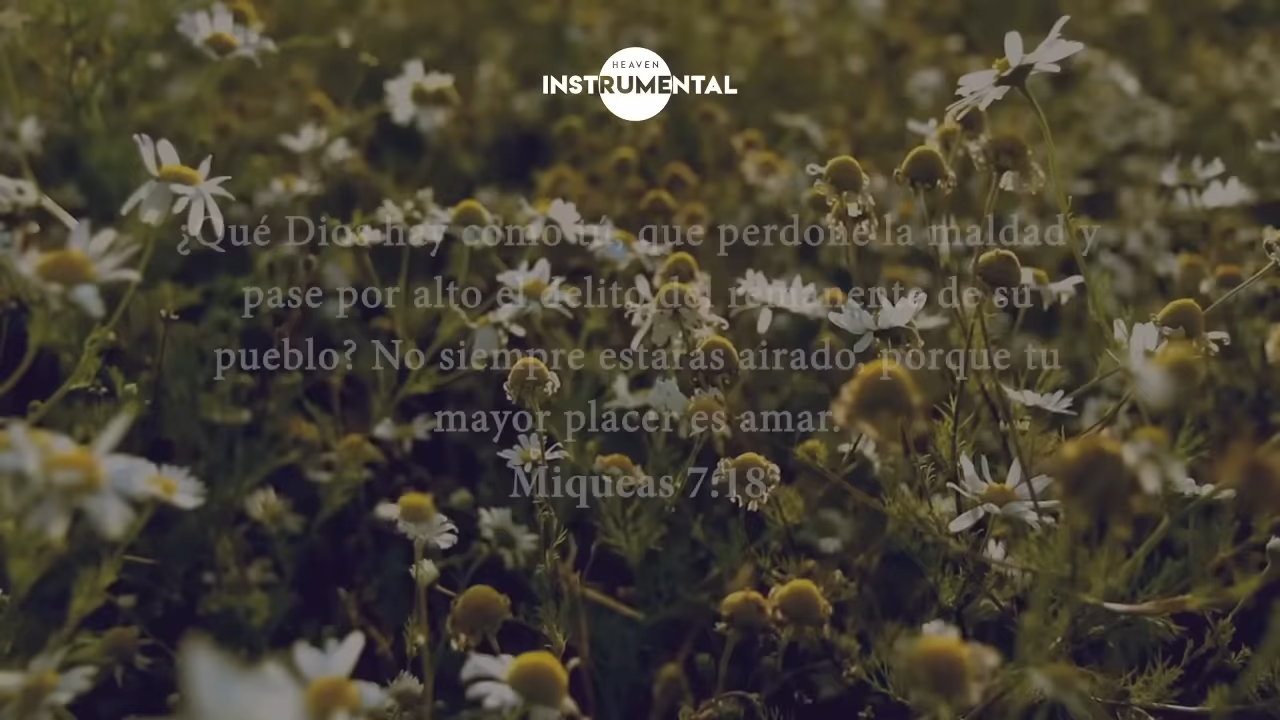 HEAVEN
INSTRUMENTAL
¿Qué Dios hay como tú, que perdone la maldad y
pase por alto el delito del remanente de su
pueblo? No siempre estarás airado, porque tu
mayor placer es amar.
Miqueas 7:18